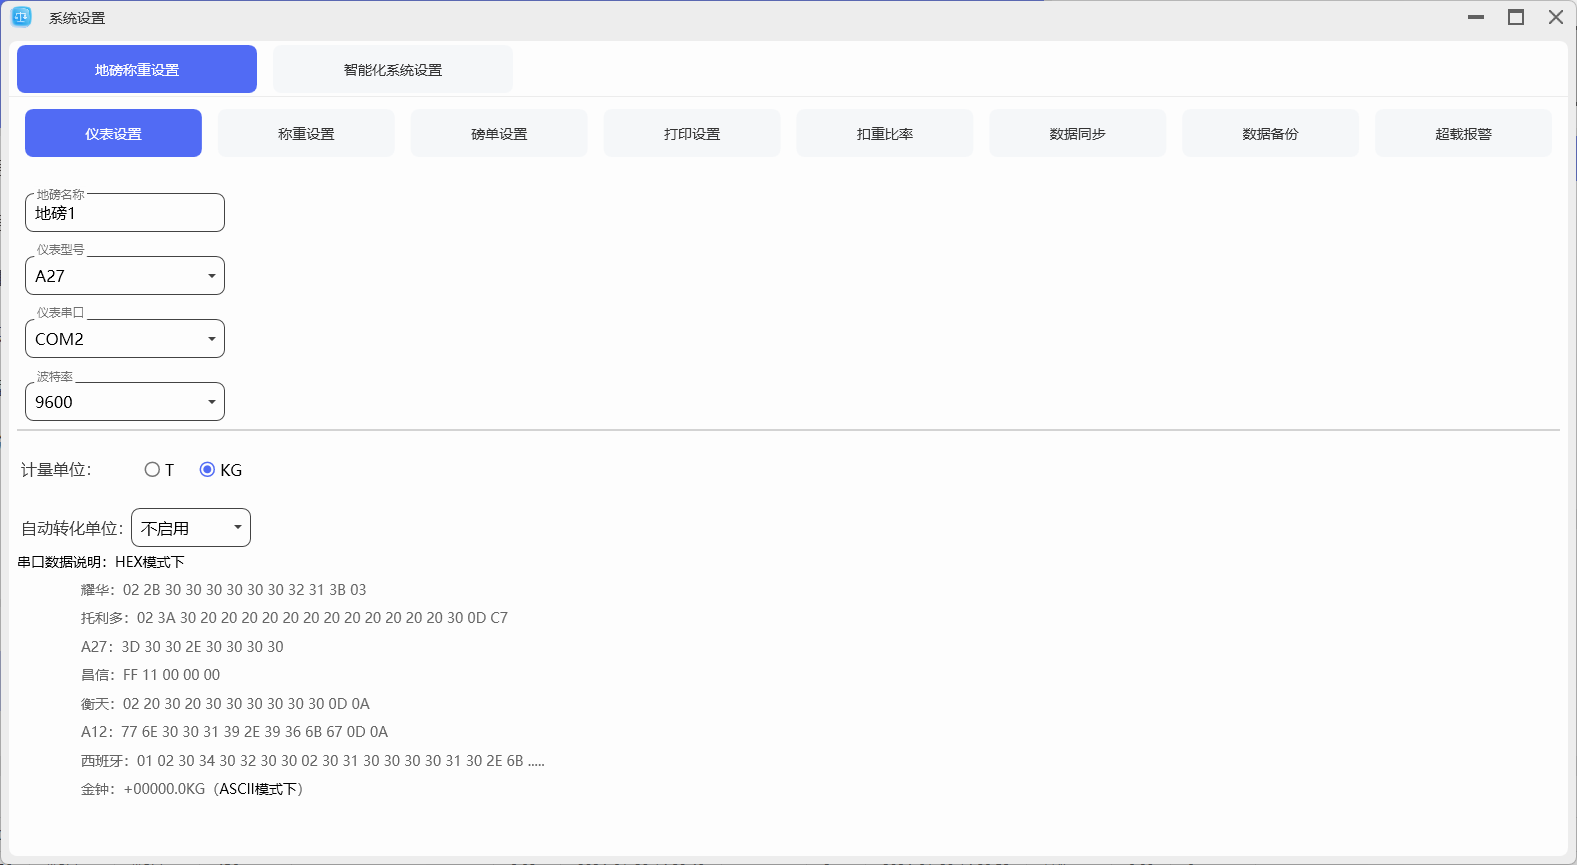 系统设置
地磅称重设置 智能化系统设置
仪表设置 称重设置 磅单设置 打印设置 扣重比率 数据同步 数据备份 超载报警
地磅名称
地磅1
仪表型号
A27
仪表串口
COM2
波特率
9600
计量单位： T KG
自动转化单位： 不启用
串口数据说明：HEX模式下
耀华：02 2B 30 30 30 30 30 30 32 31 3B 03
托利多：02 3A 30 20 20 20 20 20 20 20 20 20 20 20 20 30 0D C7
A27：3D 30 30 2E 30 30 30 30
昌信：FF 11 00 00 00
衡天：02 20 30 20 30 30 30 30 30 30 0D 0A
A12：77 6E 30 30 31 39 2E 39 36 6B 67 0D 0A
西班牙：01 02 30 34 30 32 30 30 02 30 31 30 30 30 30 31 30 2E 6B .....
金钟：+00000.0KG（ASCII模式下）